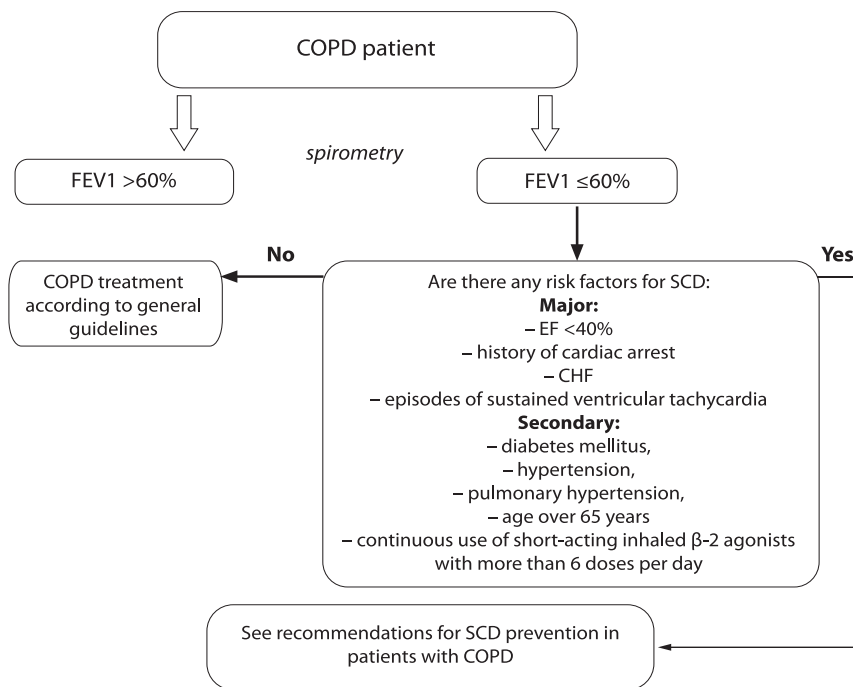 COPD patient
spirometry
FEV1 >60%
FEV1 ≤60%
No
Yes
COPD treatment
according to general
guidelines
Are there any risk factors for SCD:
Major:
– EF <40%
– history of cardiac arrest
– CHF
– episodes of sustained ventricular tachycardia
Secondary:
– diabetes mellitus,
– hypertension,
– pulmonary hypertension,
– age over 65 years
– continuous use of short-acting inhaled β-2 agonists
with more than 6 doses per day
See recommendations for SCD prevention in
patients with COPD